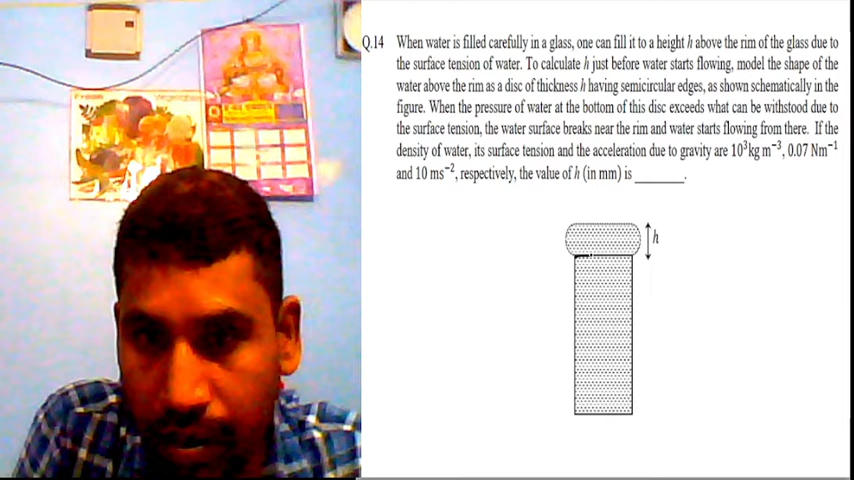 Q.14 When water is filled carefully in a glass, one can fill it to a height h above the rim of the glass due to
the surface tension of water. To calculate h just before water starts flowing, model the shape of the
water above the rim as a disc of thickness h having semicircular edges, as shown schematically in the
figure. When the pressure of water at the bottom of this disc exceeds what can be withstood due to
the surface tension, the water surface breaks near the rim and water starts flowing from there. If the
density of water, its surface tension and the acceleration due to gravity are 10³kg m⁻³, 0.07 Nm⁻¹
and 10 ms⁻², respectively, the value of h (in mm) is ________.
h